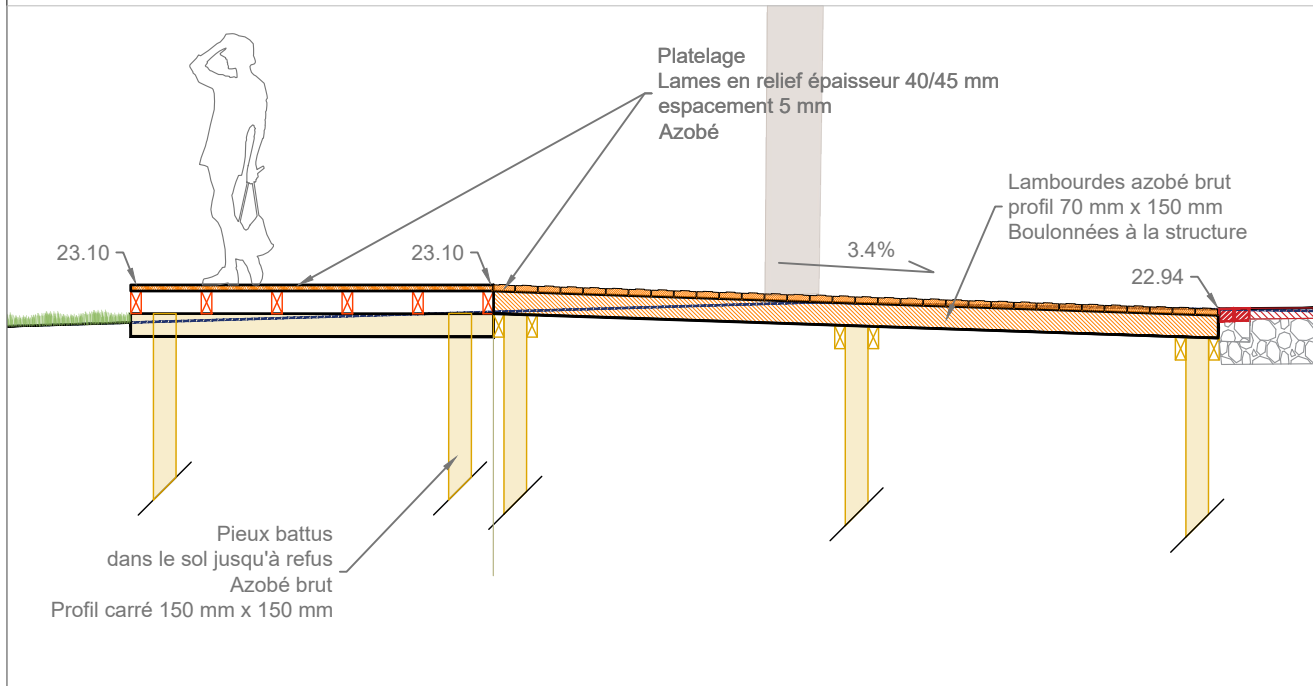 Platelage
Lames en relief épaisseur 40/45 mm
espacement 5 mm
Azobé
Lambourdes azobé brut
profil 70 mm x 150 mm
Boulonnées à la structure
23.10
23.10
3.4%
22.94
Pieux battus
dans le sol jusqu'à refus
Azobé brut
Profil carré 150 mm x 150 mm